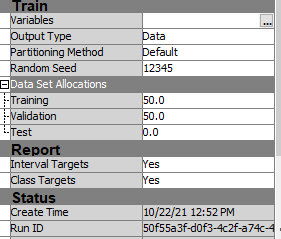 Train
Variables ...
Output Type Data
Partitioning Method Default
Random Seed 12345
Data Set Allocations
Training 50.0
Validation 50.0
Test 0.0
Report
Interval Targets Yes
Class Targets Yes
Status
Create Time 10/22/21 12:52 PM
Run ID 50f55a3f-d0f3-4c2f-a74c-4